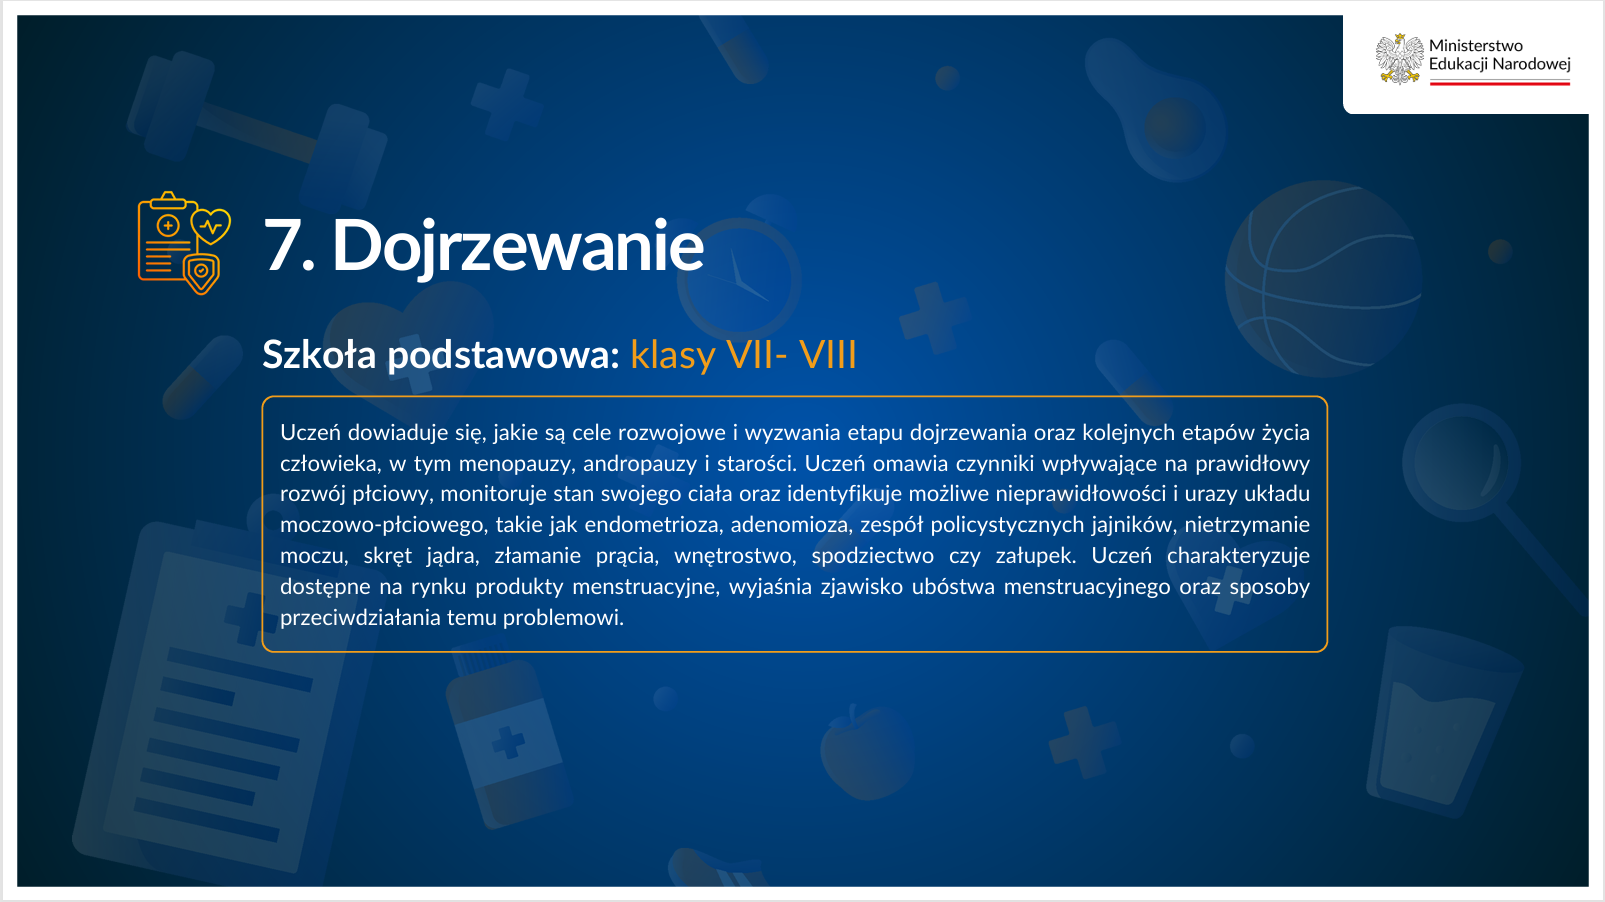 Ministerstwo
Edukacji Narodowej
7. Dojrzewanie
Szkoła podstawowa: klasy VII- VIII
Uczeń dowiaduje się, jakie są cele rozwojowe i wyzwania etapu dojrzewania oraz kolejnych etapów życia
człowieka, w tym menopauzy, andropauzy i starości. Uczeń omawia czynniki wpływające na prawidłowy
rozwój płciowy, monitoruje stan swojego ciała oraz identyfikuje możliwe nieprawidłowości i urazy układu
moczowo-płciowego, takie jak endometrioza, adenomioza, zespół policystycznych jajników, nietrzymanie
moczu, skręt jądra, złamanie prącia, wnętrostwo, spodziectwo czy załupek. Uczeń charakteryzuje
dostępne na rynku produkty menstruacyjne, wyjaśnia zjawisko ubóstwa menstruacyjnego oraz sposoby
przeciwdziałania temu problemowi.